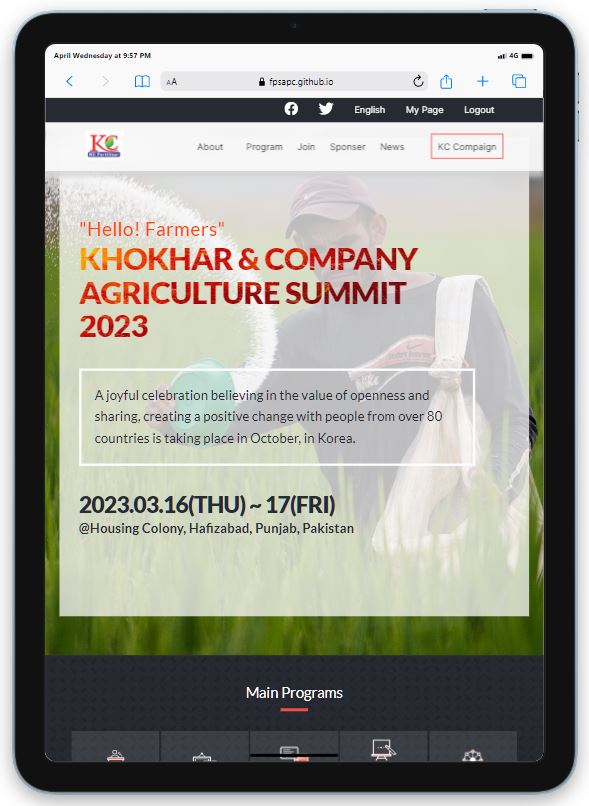 April Wednesday at 9:57 PM
4G
AA
fpsapc.github.io
English My Page Logout
KC
KC Fertilizer
About Program Join Sponser News KC Compaign
"Hello! Farmers"
KHOKHAR & COMPANY
AGRICULTURE SUMMIT
2023
A joyful celebration believing in the value of openness and
sharing, creating a positive change with people from over 80
countries is taking place in October, in Korea.
2023.03.16(THU) ~ 17(FRI)
@Housing Colony, Hafizabad, Punjab, Pakistan
Main Programs